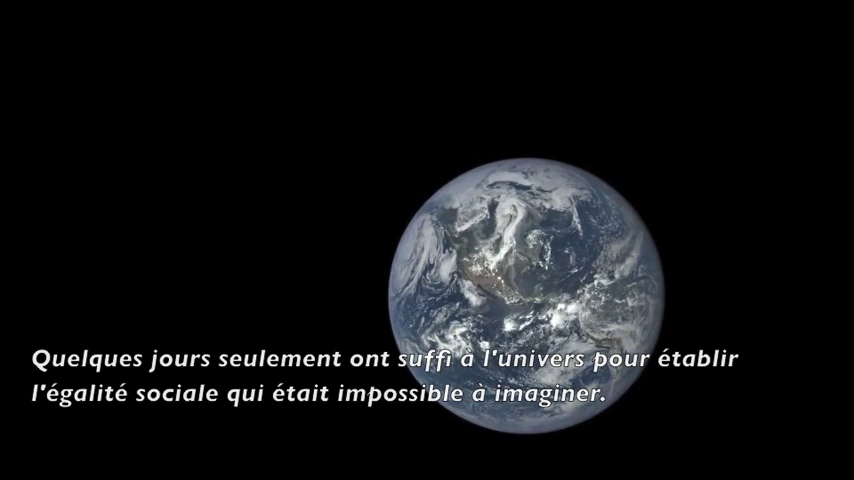 Quelques jours seulement ont suffi à l'univers pour établir
l'égalité sociale qui était impossible à imaginer.